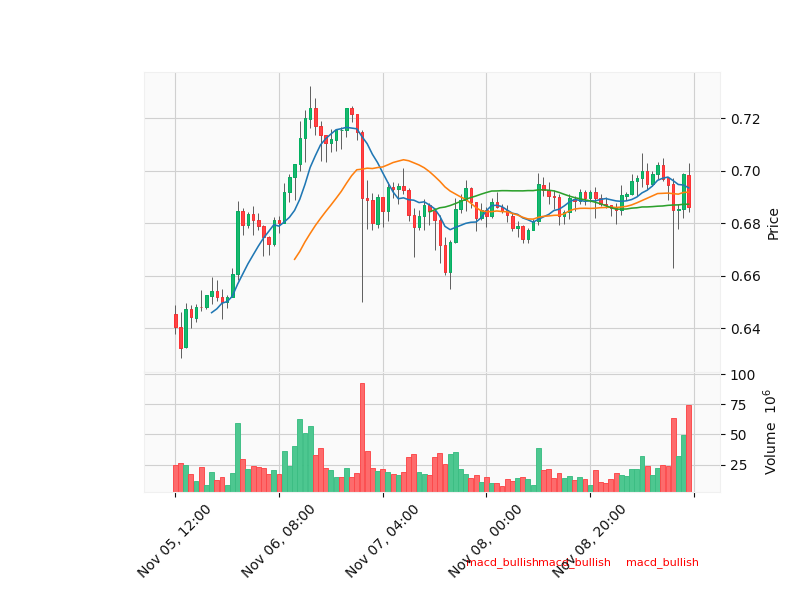 0.72
0.70
0.68
0.66
0.64
Price
100
75
50
25
Volume 10⁶
Nov 05, 12:00
Nov 06, 08:00
Nov 07, 04:00
Nov 08, 00:00
Nov 08, 20:00
macd_bullish macd_bullish macd_bullish